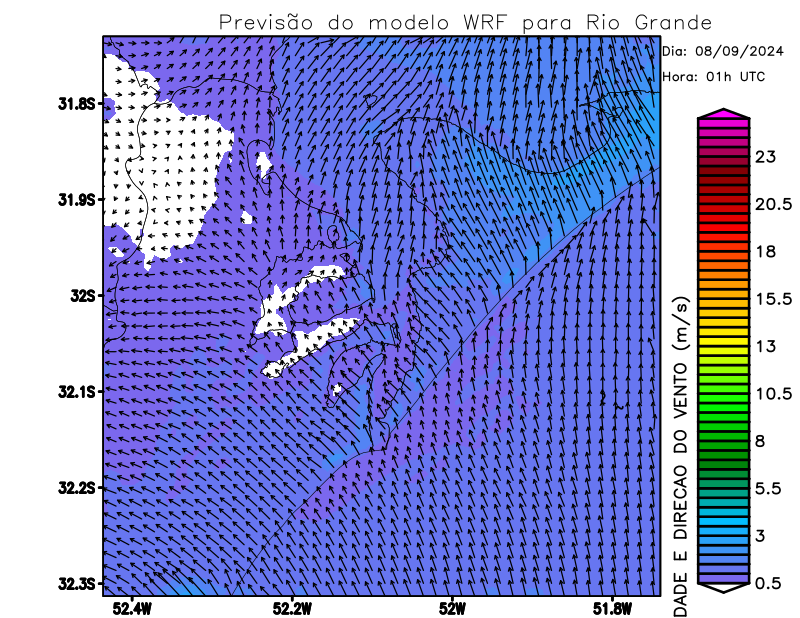 Previsão do modelo WRF para Rio Grande
Dia: 08/09/2024
Hora: 01h UTC
31.8S
31.9S
32S
32.1S
32.2S
32.3S
52.4W
52.2W
52W
51.8W
23
20.5
18
15.5
13
10.5
8
5.5
3
0.5
DADE E DIRECAO DO VENTO (m/s)